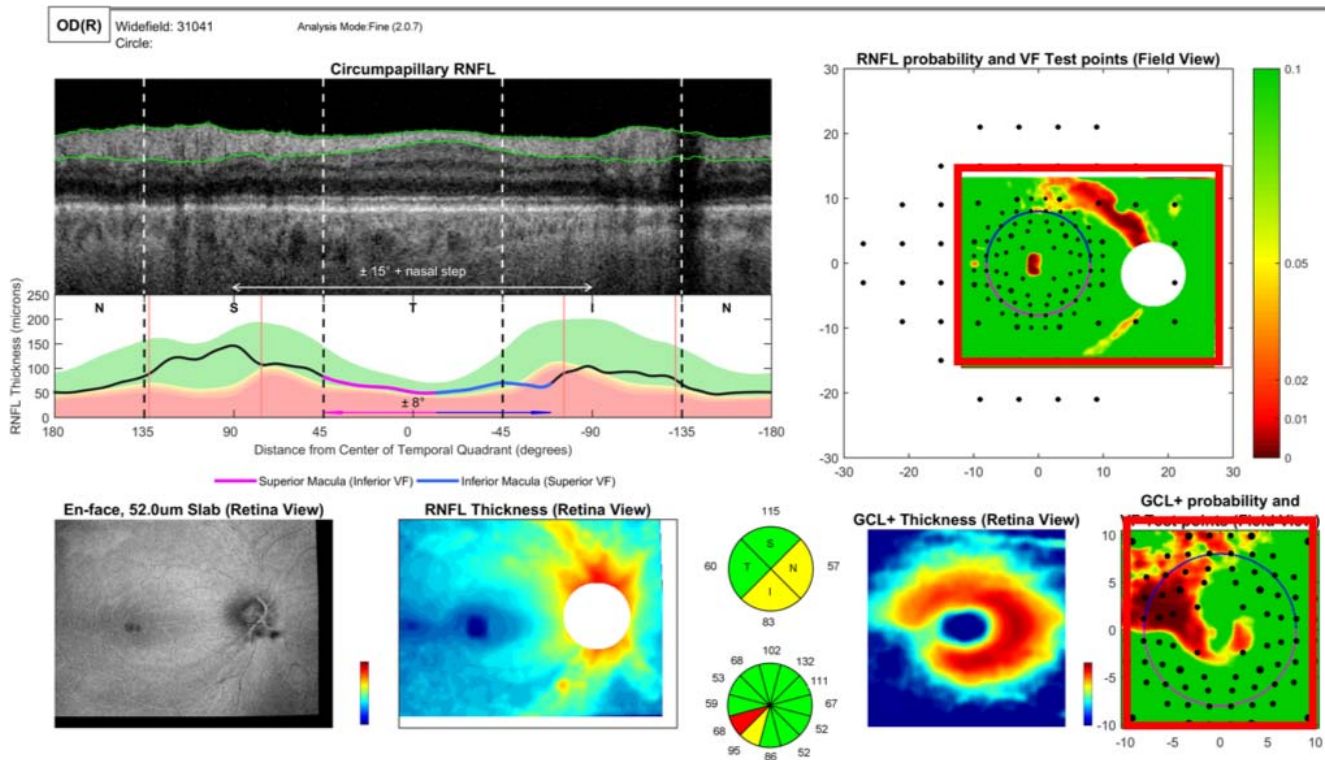 OD(R) Widefield: 31041 Analysis Mode:Fine (2.0.7)
Circle:
Circumpapillary RNFL
± 15° + nasal step
RNFL Thickness (microns)
250
200
150
100
50
0
N S T I N
± 8°
180 135 90 45 0 -45 -90 -135 -180
Distance from Center of Temporal Quadrant (degrees)
Superior Macula (Inferior VF) Inferior Macula (Superior VF)
RNFL probability and VF Test points (Field View)
30
20
10
0
-10
-20
-30
-30 -20 -10 0 10 20 30
0.1
0.05
0.02
0.01
0
En-face, 52.0um Slab (Retina View)
RNFL Thickness (Retina View)
115
S
60 T N 57
I
83
102
68 132
53 111
59 67
68 52
95 52
86
GCL+ Thickness (Retina View)
GCL+ probability and
VF Test points (Field View)
10
5
0
-5
-10
-10 -5 0 5 10